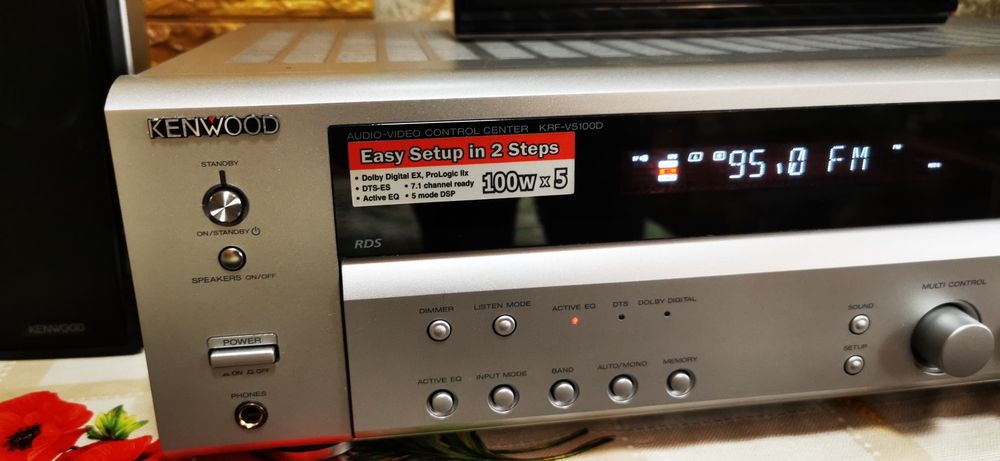 KENWOOD
AUDIO-VIDEO CONTROL CENTER KRF-V5100D
Easy Setup in 2 Steps
• Dolby Digital EX, ProLogic IIx
• DTS-ES • 7.1 channel ready
• Active EQ • 5 mode DSP
100W x 5
95.0 FM
RDS
STANDBY
ON/STANDBY
SPEAKERS ON/OFF
POWER
ON OFF
PHONES
DIMMER
LISTEN MODE
ACTIVE EQ
DTS
DOLBY DIGITAL
ACTIVE EQ
INPUT MODE
BAND
AUTO/MONO
MEMORY
SOUND
SETUP
MULTI CONTROL
KENWOOD